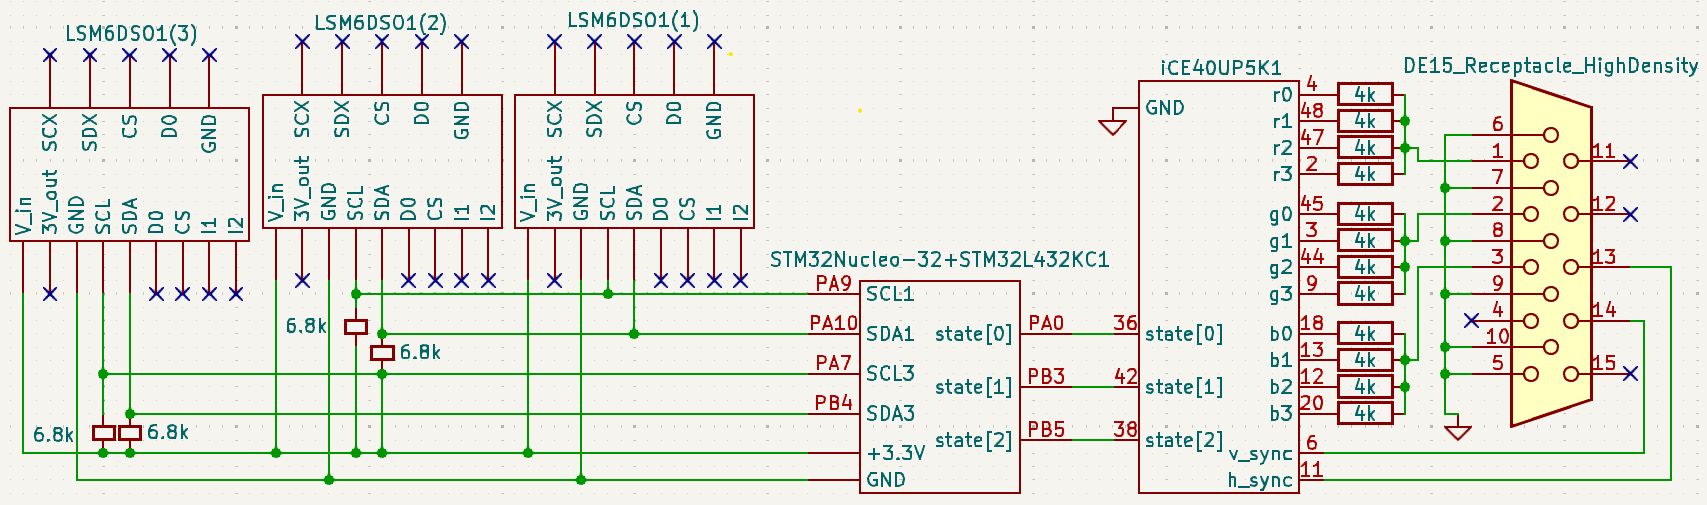 LSM6DSO1(3)
SCX
SDX
CS
DO
GND
V_in
3V_out
GND
SCL
SDA
DO
CS
I1
I2
LSM6DSO1(2)
SCX
SDX
CS
DO
GND
V_in
3V_out
GND
SCL
SDA
DO
CS
I1
I2
LSM6DSO1(1)
SCX
SDX
CS
DO
GND
V_in
3V_out
GND
SCL
SDA
DO
CS
I1
I2
6.8k
6.8k
6.8k
6.8k
STM32Nucleo-32+STM32L432KC1
PA9 SCL1
PA10 SDA1
PA7 SCL3
PB4 SDA3
+3.3V
GND
state[0] PA0
state[1] PB3
state[2] PB5
iCE40UP5K1
GND
36 state[0]
42 state[1]
38 state[2]
r0 4 4k
r1 48 4k
r2 47 4k
r3 2 4k
g0 45 4k
g1 3 4k
g2 44 4k
g3 9 4k
b0 18 4k
b1 13 4k
b2 12 4k
b3 20 4k
v_sync 6
h_sync 11
DE15_Receptacle_HighDensity
6
1
7
2
8
3
9
4
10
5
11
12
13
14
15